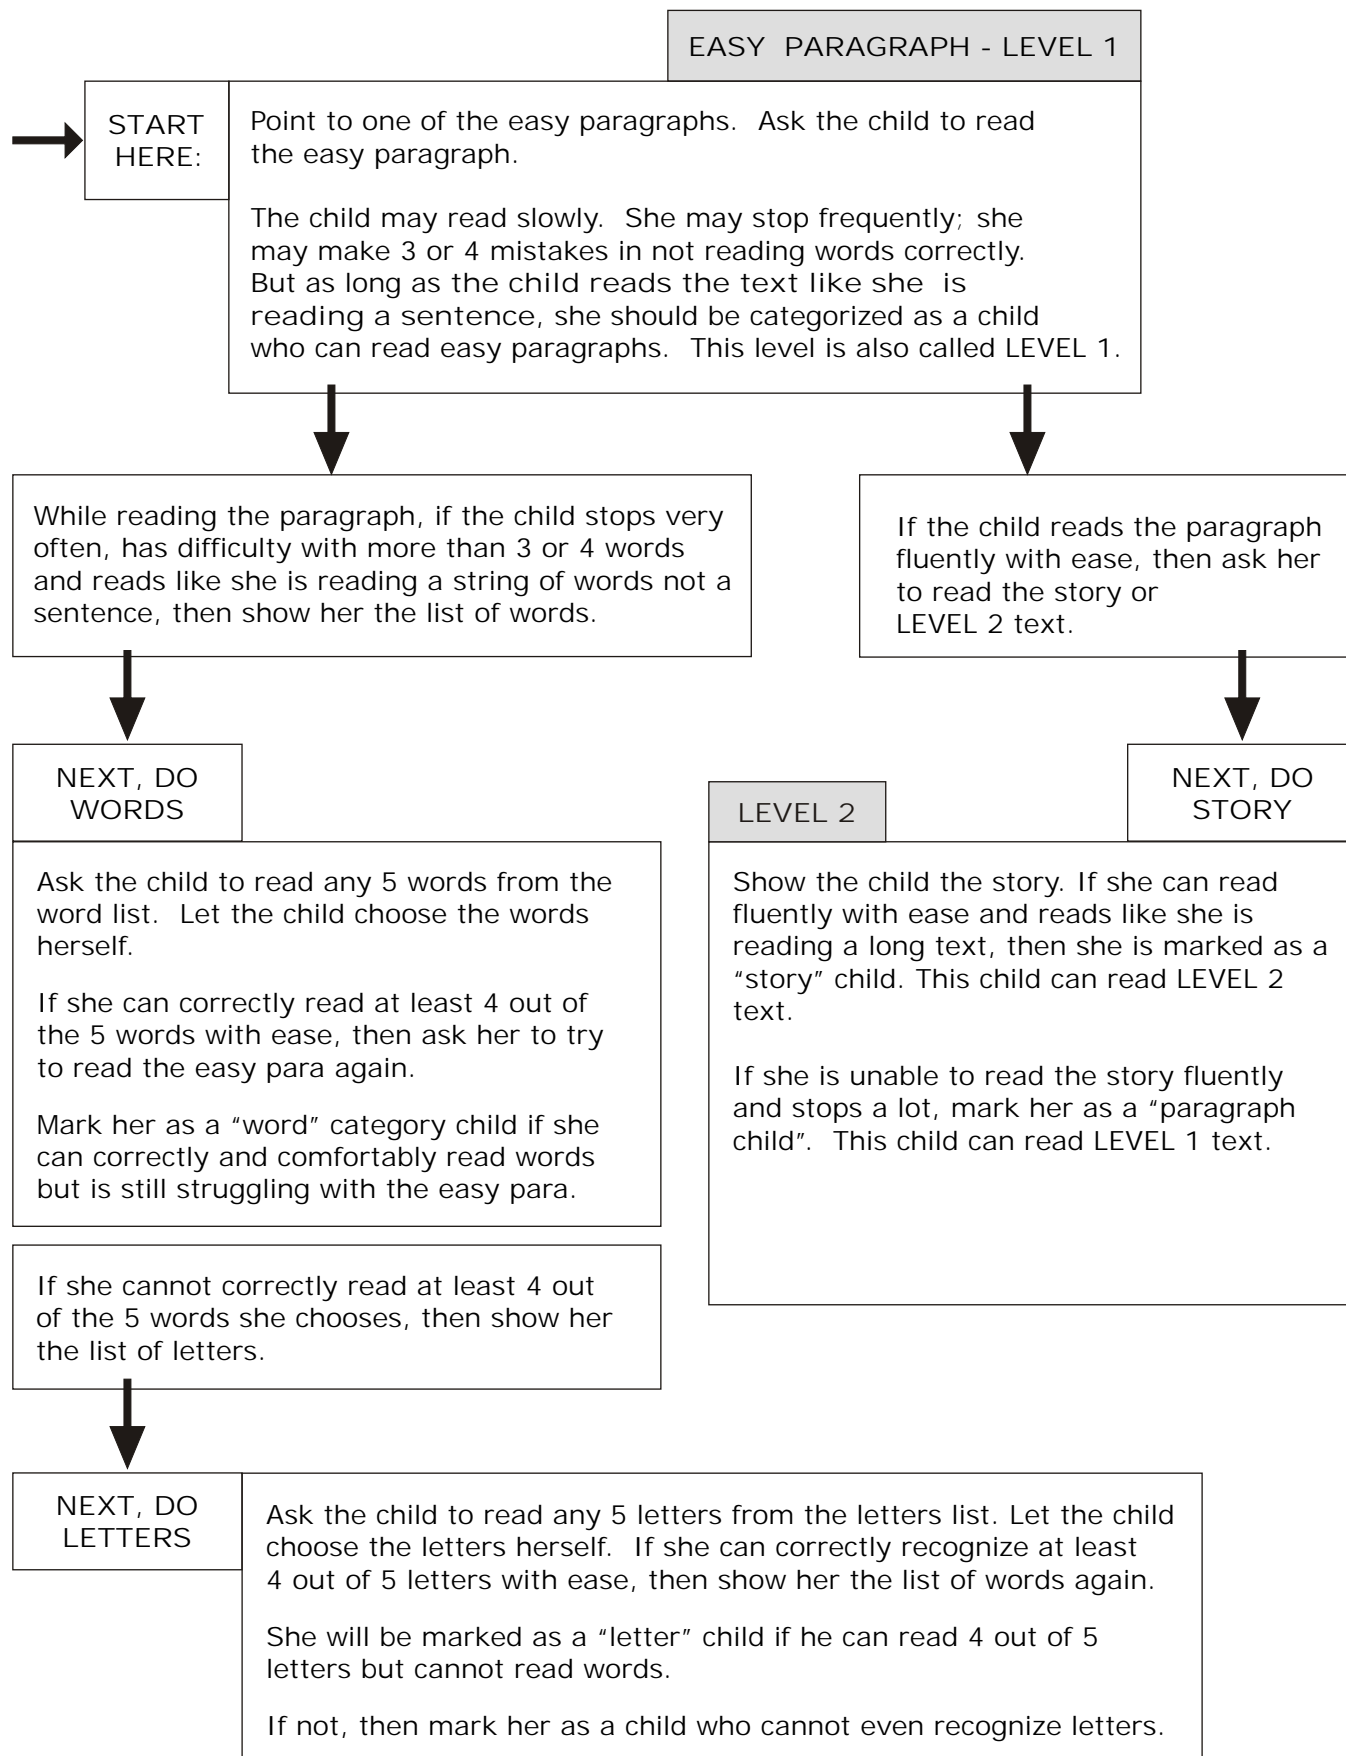 EASY PARAGRAPH - LEVEL 1
START
HERE:
Point to one of the easy paragraphs. Ask the child to read
the easy paragraph.
The child may read slowly. She may stop frequently; she
may make 3 or 4 mistakes in not reading words correctly.
But as long as the child reads the text like she is
reading a sentence, she should be categorized as a child
who can read easy paragraphs. This level is also called LEVEL 1.
While reading the paragraph, if the child stops very
often, has difficulty with more than 3 or 4 words
and reads like she is reading a string of words not a
sentence, then show her the list of words.
If the child reads the paragraph
fluently with ease, then ask her
to read the story or
LEVEL 2 text.
NEXT, DO
WORDS
Ask the child to read any 5 words from the
word list. Let the child choose the words
herself.
If she can correctly read at least 4 out of
the 5 words with ease, then ask her to try
to read the easy para again.
Mark her as a “word” category child if she
can correctly and comfortably read words
but is still struggling with the easy para.
If she cannot correctly read at least 4 out
of the 5 words she chooses, then show her
the list of letters.
NEXT, DO
STORY
LEVEL 2
Show the child the story. If she can read
fluently with ease and reads like she is
reading a long text, then she is marked as a
“story” child. This child can read LEVEL 2
text.
If she is unable to read the story fluently
and stops a lot, mark her as a “paragraph
child”. This child can read LEVEL 1 text.
NEXT, DO
LETTERS
Ask the child to read any 5 letters from the letters list. Let the child
choose the letters herself. If she can correctly recognize at least
4 out of 5 letters with ease, then show her the list of words again.
She will be marked as a “letter” child if he can read 4 out of 5
letters but cannot read words.
If not, then mark her as a child who cannot even recognize letters.